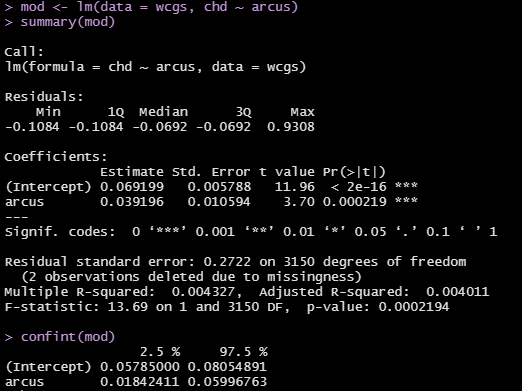 > mod <- lm(data = wcgs, chd ~ arcus)
> summary(mod)
Call:
lm(formula = chd ~ arcus, data = wcgs)
Residuals:
    Min      1Q  Median      3Q     Max
-0.1084 -0.1084 -0.0692 -0.0692  0.9308
Coefficients:
            Estimate Std. Error t value Pr(>|t|)
(Intercept) 0.069199   0.005788   11.96  < 2e-16 ***
arcus       0.039196   0.010594    3.70 0.000219 ***
---
Signif. codes:  0 ‘***’ 0.001 ‘**’ 0.01 ‘*’ 0.05 ‘.’ 0.1 ‘ ’ 1
Residual standard error: 0.2722 on 3150 degrees of freedom
  (2 observations deleted due to missingness)
Multiple R-squared:  0.004327,  Adjusted R-squared:  0.004011
F-statistic: 13.69 on 1 and 3150 DF,  p-value: 0.0002194
> confint(mod)
                 2.5 %     97.5 %
(Intercept) 0.05785000 0.08054891
arcus       0.01842411 0.05996763